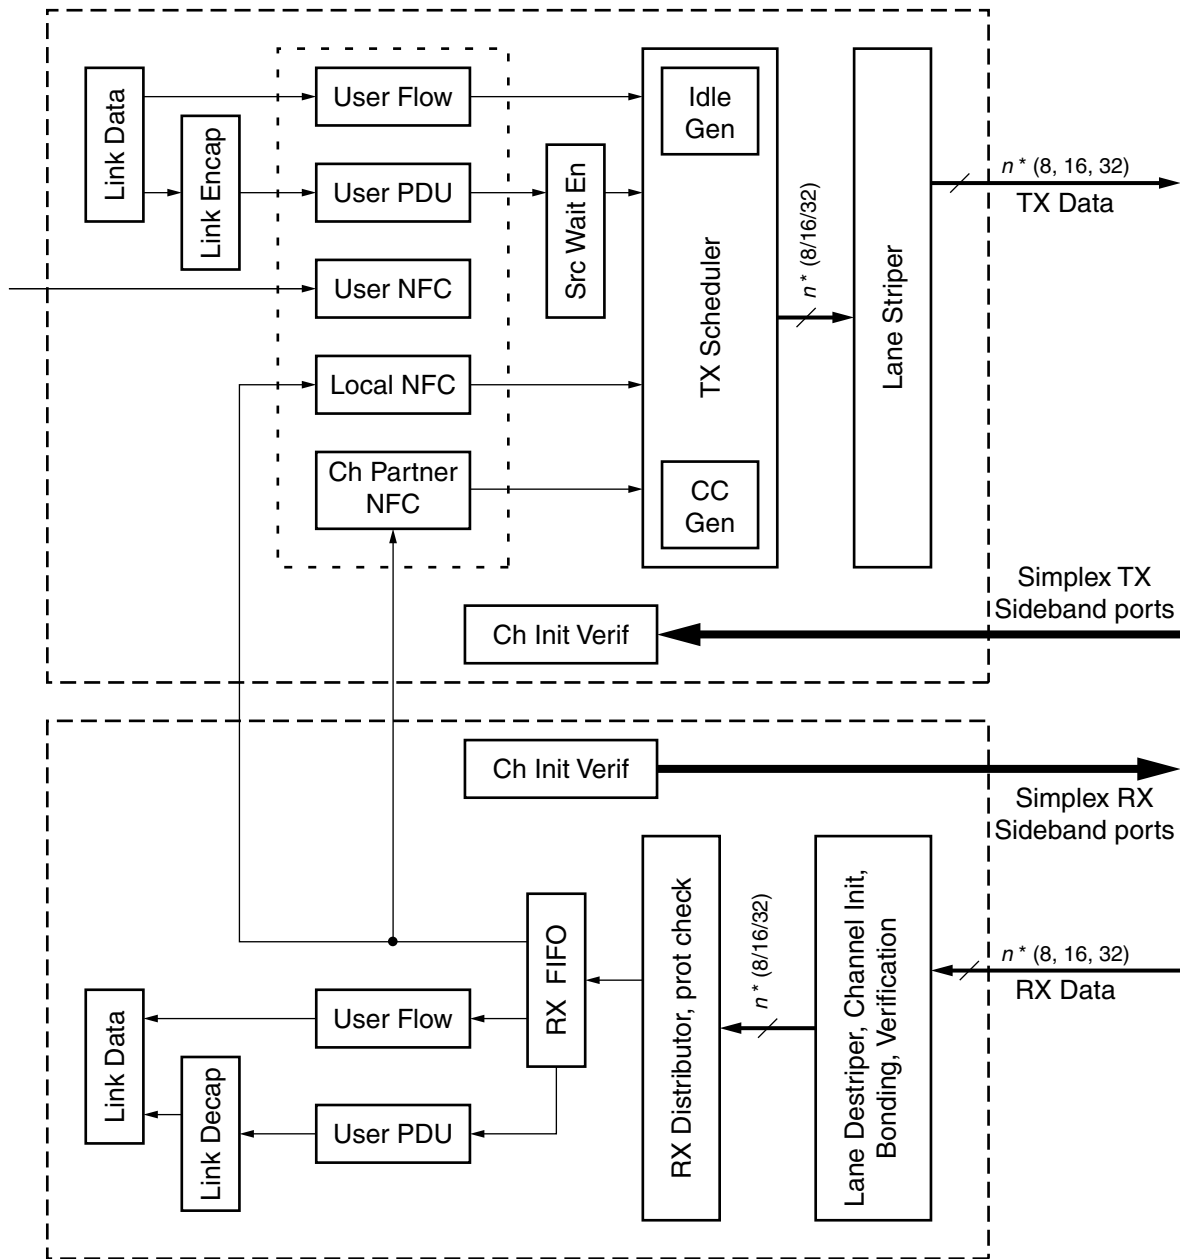 Link Data
Link Encap
User Flow
User PDU
User NFC
Local NFC
Ch Partner
NFC
Src Wait En
Idle
Gen
TX Scheduler
CC
Gen
n * (8/16/32)
Lane Striper
n * (8, 16, 32)
TX Data
Simplex TX
Sideband ports
Ch Init Verif
Ch Init Verif
Simplex RX
Sideband ports
Link Data
Link Decap
User Flow
User PDU
RX FIFO
RX Distributor, prot check
n * (8/16/32)
Lane Destriper, Channel Init,
Bonding, Verification
n * (8, 16, 32)
RX Data